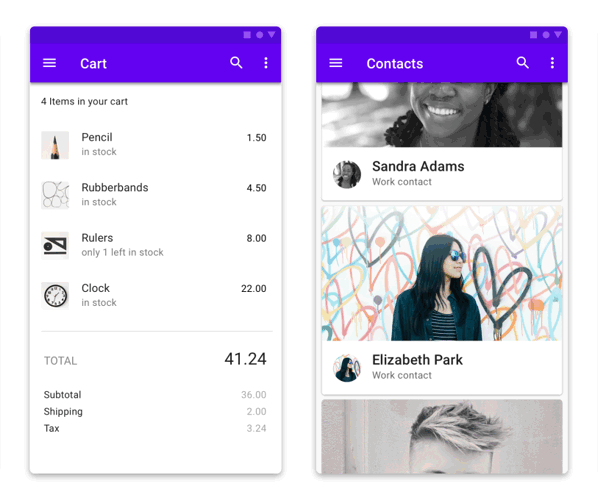 Cart
4 Items in your cart
Pencil 1.50
in stock
Rubberbands 4.50
in stock
Rulers 8.00
only 1 left in stock
Clock 22.00
in stock
TOTAL 41.24
Subtotal 36.00
Shipping 2.00
Tax 3.24
Contacts
Sandra Adams
Work contact
Elizabeth Park
Work contact